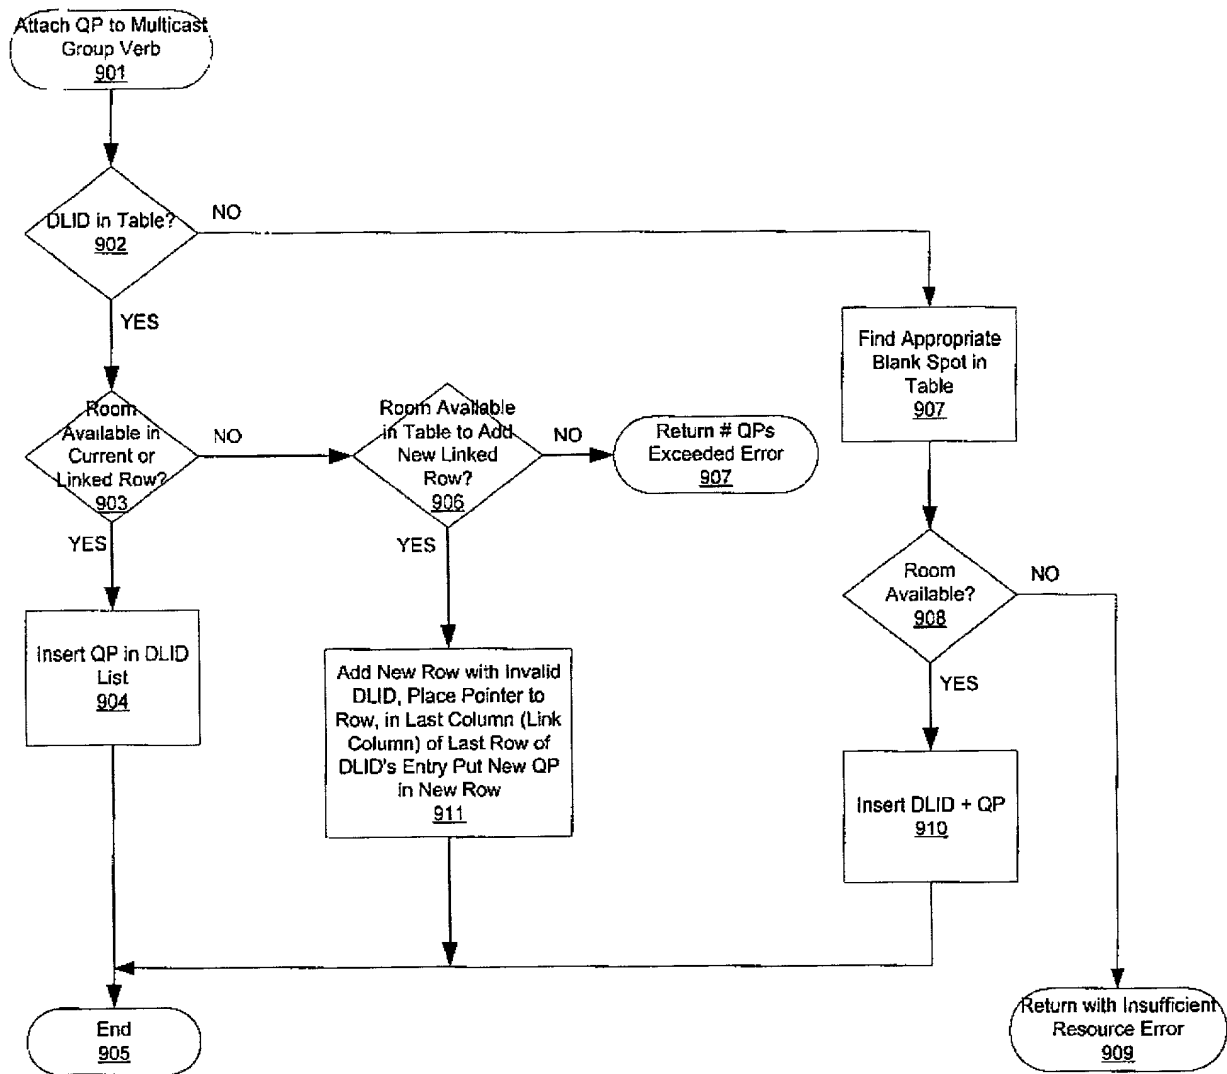 Attach QP to Multicast
Group Verb
901
DLID in Table?
902
NO
YES
Room
Available in
Current or
Linked Row?
903
NO
YES
Insert QP in DLID
List
904
Room Available
in Table to Add
New Linked
Row?
906
NO
YES
Return # QPs
Exceeded Error
907
Add New Row with Invalid
DLID, Place Pointer to
Row, in Last Column (Link
Column) of Last Row of
DLID's Entry Put New QP
in New Row
911
Find Appropriate
Blank Spot in
Table
907
Room
Available?
908
NO
YES
Insert DLID + QP
910
End
905
Return with Insufficient
Resource Error
909